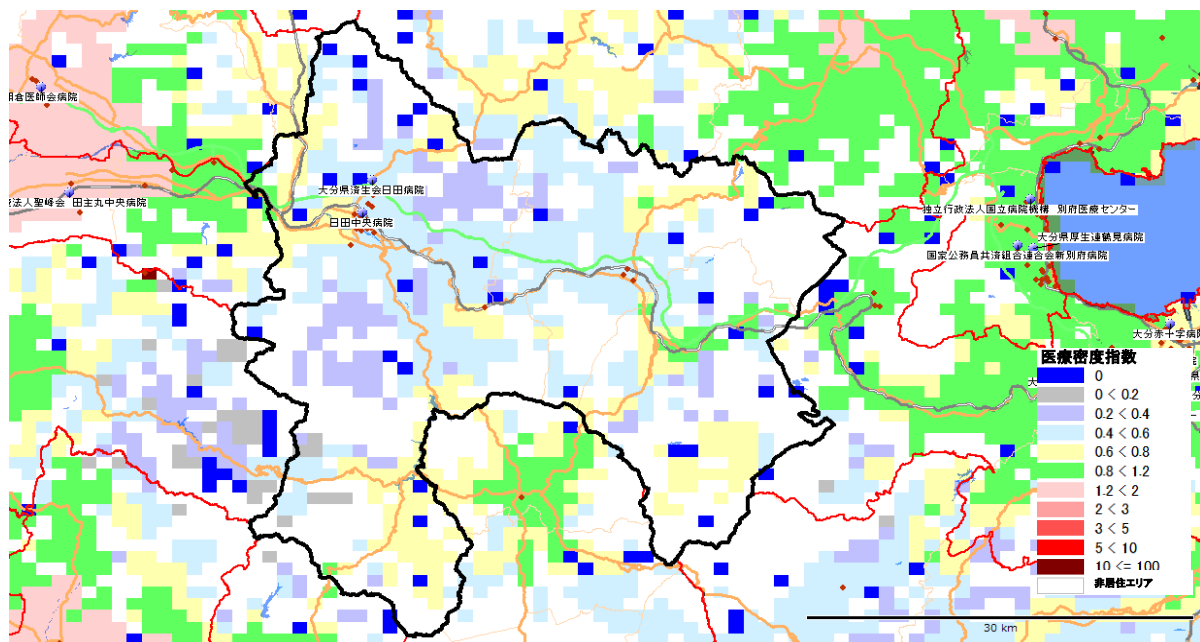 朝倉医師会病院
大分県済生会日田病院
日田中央病院
法人聖峰会 田主丸中央病院
独立行政法人国立病院機構 別府医療センター
大分県厚生連鶴見病院
国家公務員共済組合連合会新別府病院
大分赤十字病院
医療密度指数
0
0 < 0.2
0.2 < 0.4
0.4 < 0.6
0.6 < 0.8
0.8 < 1.2
1.2 < 2
2 < 3
3 < 5
5 < 10
10 <= 100
非居住エリア
30 km